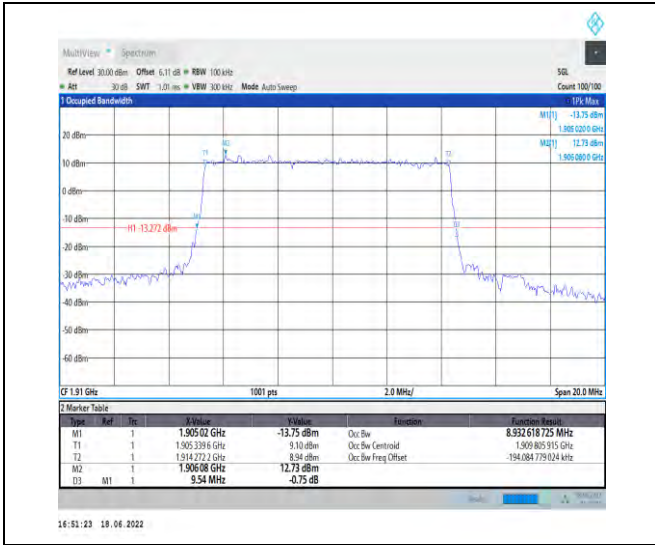 MultiView Spectrum
Ref Level 30.00 dBm Offset 6.11 dB RBW 100 kHz SGL
Att 30 dB SWT 1.01 ms VBW 300 kHz Mode Auto Sweep Count 100/100
1 Occupied Bandwidth 1Pk Max
M1[1] -13.75 dBm
1.905 020 0 GHz
20 dBm M2[1] 12.73 dBm
1.906 080 0 GHz
T1 M2 T2
10 dBm
0 dBm
-10 dBm
M1
H1 -13.272 dBm D3
-20 dBm
-30 dBm
-40 dBm
-50 dBm
-60 dBm
CF 1.91 GHz 1001 pts 2.0 MHz/ Span 20.0 MHz
2 Marker Table
Type Ref Trc X-Value Y-Value Function Function Result
M1 1 1.905 02 GHz -13.75 dBm Occ Bw 8.932 618 725 MHz
T1 1 1.905 339 6 GHz 9.10 dBm Occ Bw Centroid 1.909 805 915 GHz
T2 1 1.914 272 2 GHz 8.94 dBm Occ Bw Freq Offset -194.084 779 024 kHz
M2 1 1.906 08 GHz 12.73 dBm
D3 M1 1 9.54 MHz -0.75 dB
16:51:23 18.06.2022